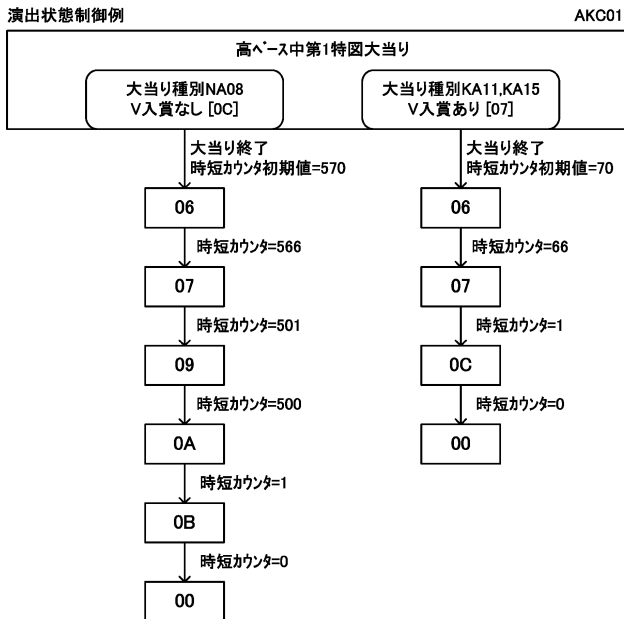 演出状態制御例
AKC01
高ベース中第1特図大当り
大当り種別NA08
V入賞なし [0C]
大当り種別KA11,KA15
V入賞あり [07]
大当り終了
時短カウンタ初期値=570
06
時短カウンタ=566
07
時短カウンタ=501
09
時短カウンタ=500
0A
時短カウンタ=1
0B
時短カウンタ=0
00
大当り終了
時短カウンタ初期値=70
06
時短カウンタ=66
07
時短カウンタ=1
0C
時短カウンタ=0
00